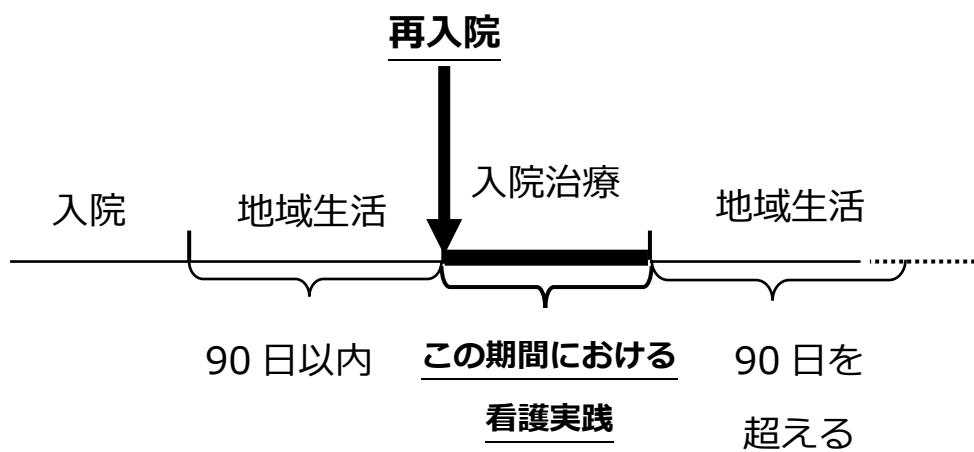 再入院
入院
地域生活
入院治療
地域生活
90 日以内
この期間における
看護実践
90 日を
超える